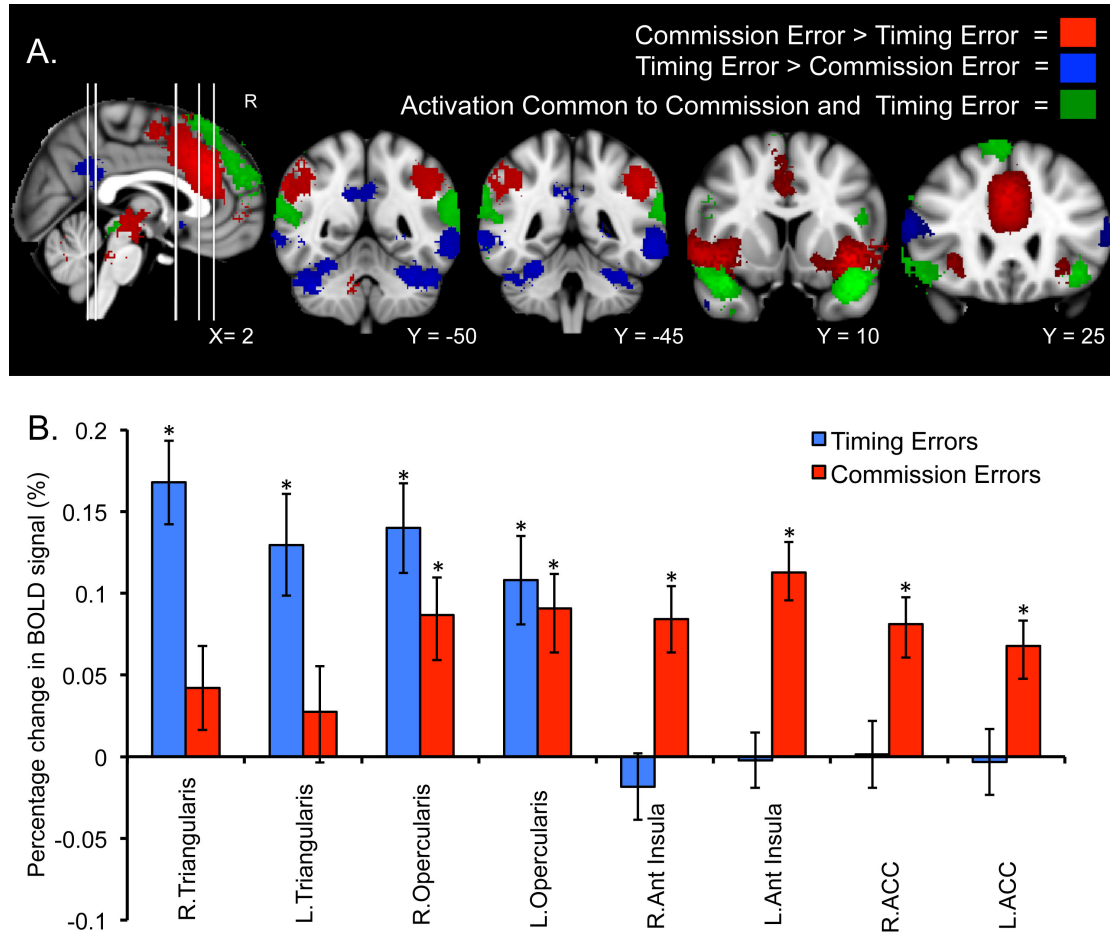 A.
Commission Error > Timing Error =
Timing Error > Commission Error =
Activation Common to Commission and Timing Error =
R
X= 2
Y = -50
Y = -45
Y = 10
Y = 25
B.
Percentage change in BOLD signal (%)
0.2
0.15
0.1
0.05
0
-0.05
-0.1
* * * * * * * * * *
Timing Errors
Commission Errors
R.Triangularis
L.Triangularis
R.Opercularis
L.Opercularis
R.Ant Insula
L.Ant Insula
R.ACC
L.ACC